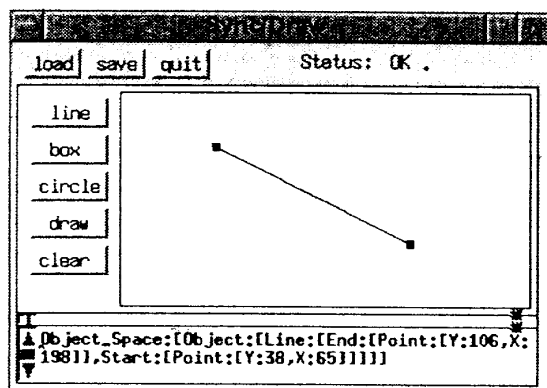 SyncDraw
load save quit Status: OK .
line
box
circle
draw
clear
Object_Space:[Object:[Line:[End:[Point:[Y:106,X:
198]],Start:[Point:[Y:38,X:65]]]]]